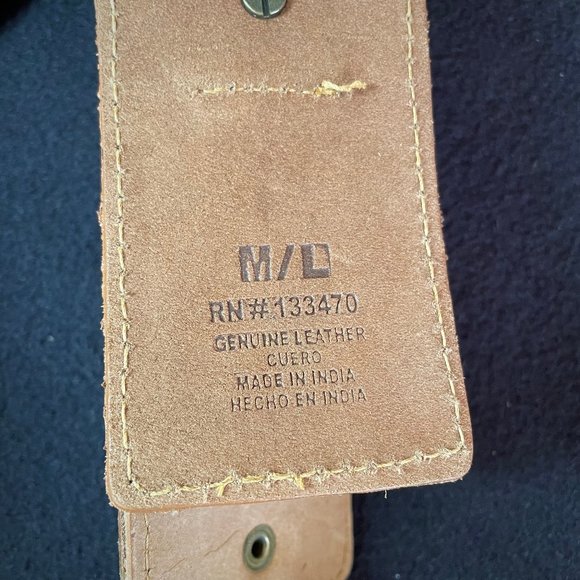 M/L
RN#133470
GENUINE LEATHER
CUERO
MADE IN INDIA
HECHO EN INDIA